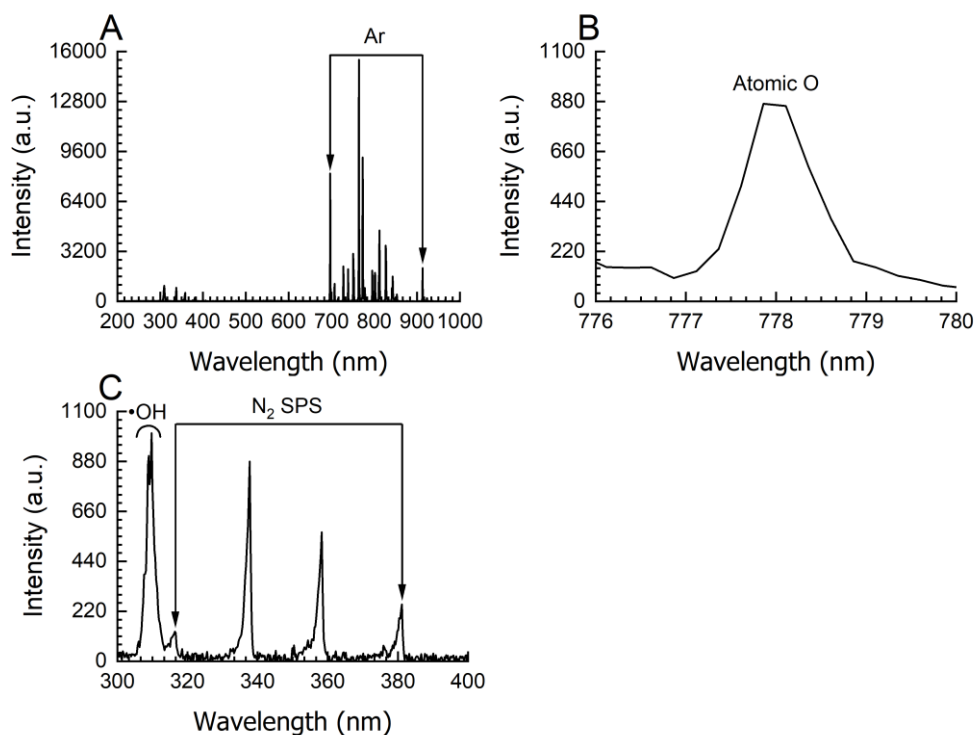 A
Ar
16000
12800
9600
6400
3200
0
Intensity (a.u.)
200 300 400 500 600 700 800 900 1000
Wavelength (nm)
B
Atomic O
1100
880
660
440
220
0
Intensity (a.u.)
776 777 778 779 780
Wavelength (nm)
C
•OH
N₂ SPS
1100
880
660
440
220
0
Intensity (a.u.)
300 320 340 360 380 400
Wavelength (nm)